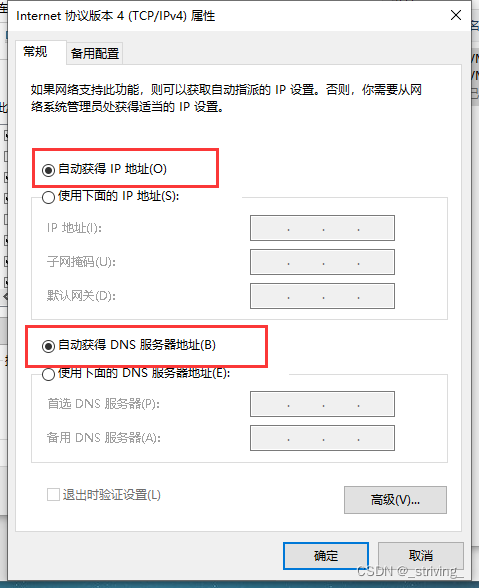 Internet 协议版本 4 (TCP/IPv4) 属性
常规
备用配置
如果网络支持此功能，则可以获取自动指派的 IP 设置。否则，你需要从网
络系统管理员处获得适当的 IP 设置。
自动获得 IP 地址(O)
使用下面的 IP 地址(S):
IP 地址(I):
子网掩码(U):
默认网关(D):
自动获得 DNS 服务器地址(B)
使用下面的 DNS 服务器地址(E):
首选 DNS 服务器(P):
备用 DNS 服务器(A):
退出时验证设置(L)
高级(V)...
确定
取消
CSDN @_striving_